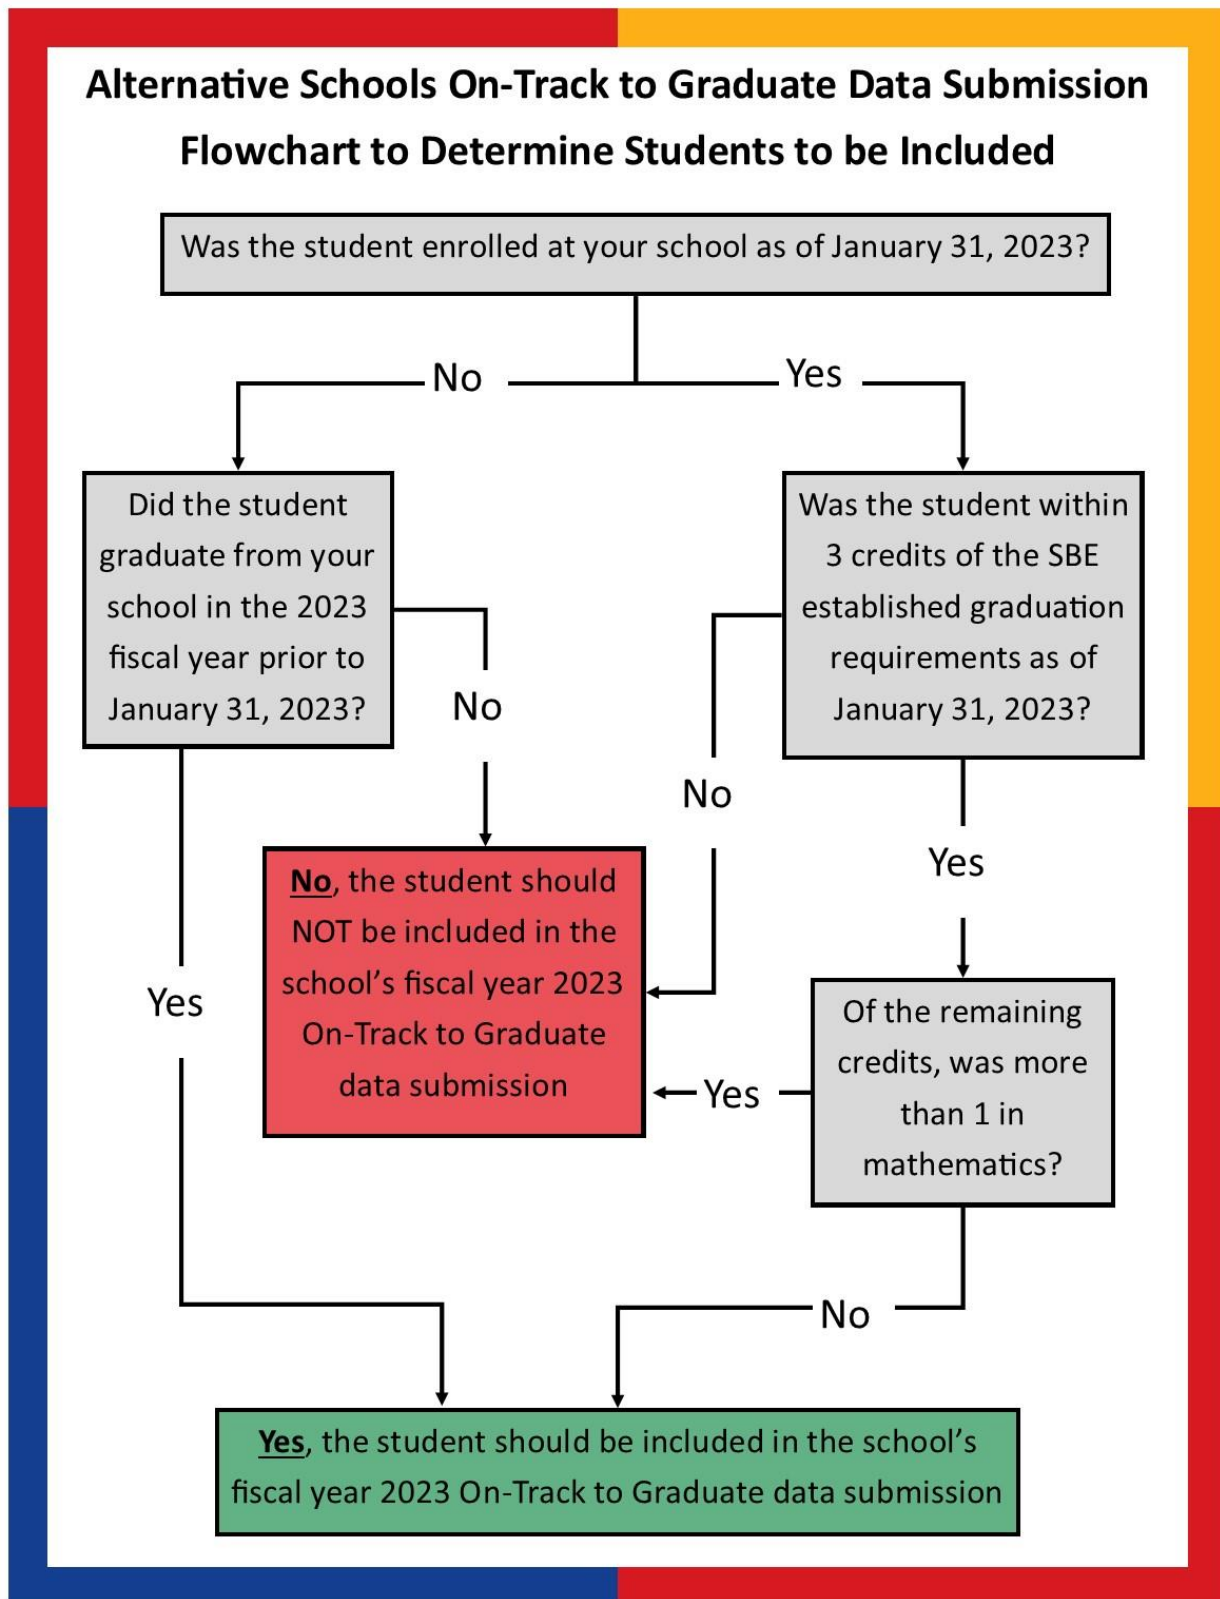 Alternative Schools On-Track to Graduate Data Submission
Flowchart to Determine Students to be Included
Was the student enrolled at your school as of January 31, 2023?
No
Yes
Did the student
graduate from your
school in the 2023
fiscal year prior to
January 31, 2023?
Was the student within
3 credits of the SBE
established graduation
requirements as of
January 31, 2023?
No
No
Yes
No, the student should
NOT be included in the
school’s fiscal year 2023
On-Track to Graduate
data submission
Yes
Of the remaining
credits, was more
than 1 in
mathematics?
Yes
No
Yes, the student should be included in the school’s
fiscal year 2023 On-Track to Graduate data submission